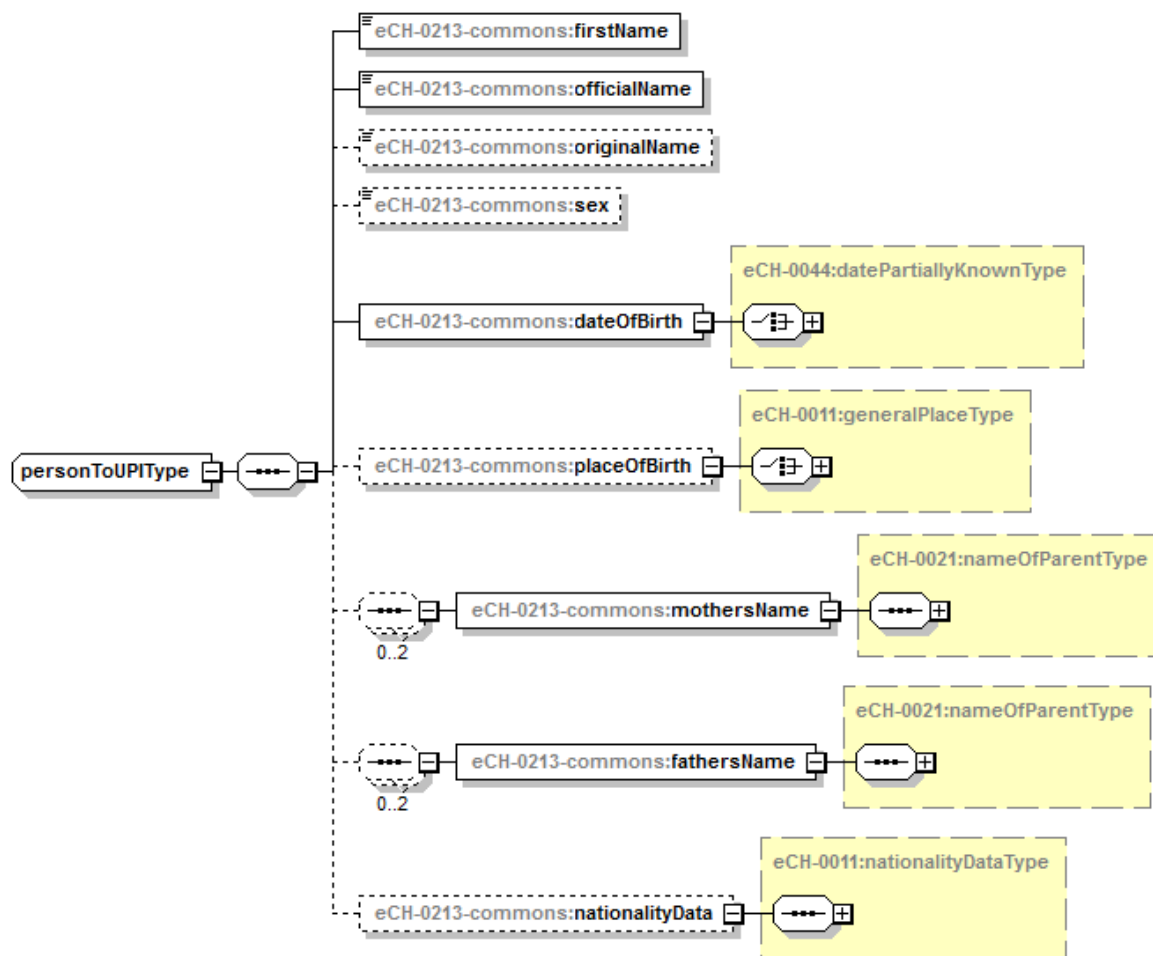 eCH-0213-commons:firstName
eCH-0213-commons:officialName
eCH-0213-commons:originalName
eCH-0213-commons:sex
eCH-0044:datePartiallyKnownType
eCH-0213-commons:dateOfBirth
eCH-0011:generalPlaceType
personToUPIType
eCH-0213-commons:placeOfBirth
eCH-0021:nameOfParentType
eCH-0213-commons:mothersName
0..2
eCH-0021:nameOfParentType
eCH-0213-commons:fathersName
0..2
eCH-0011:nationalityDataType
eCH-0213-commons:nationalityData